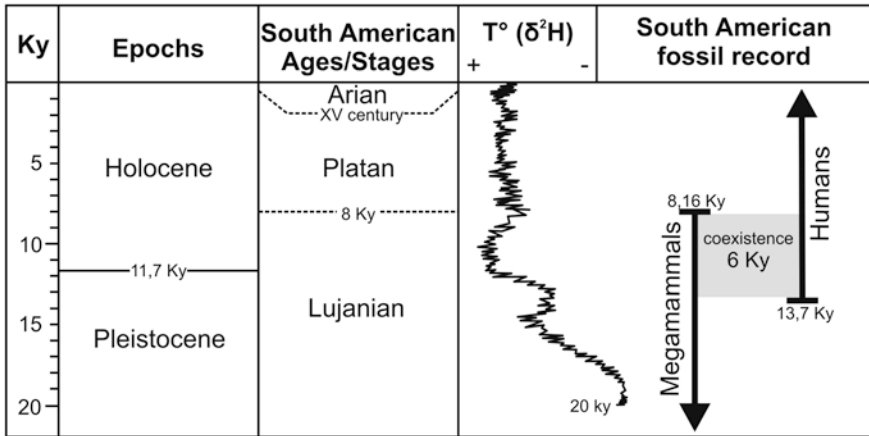 Ky
Epochs
South American
Ages/Stages
T° (δ²H)
+ -
South American
fossil record
Arian
XV century
5
Holocene
Platan
8 Ky
8,16 Ky
Humans
10
coexistence
6 Ky
11,7 Ky
Megamammals
13,7 Ky
Lujanian
15
Pleistocene
20
20 ky